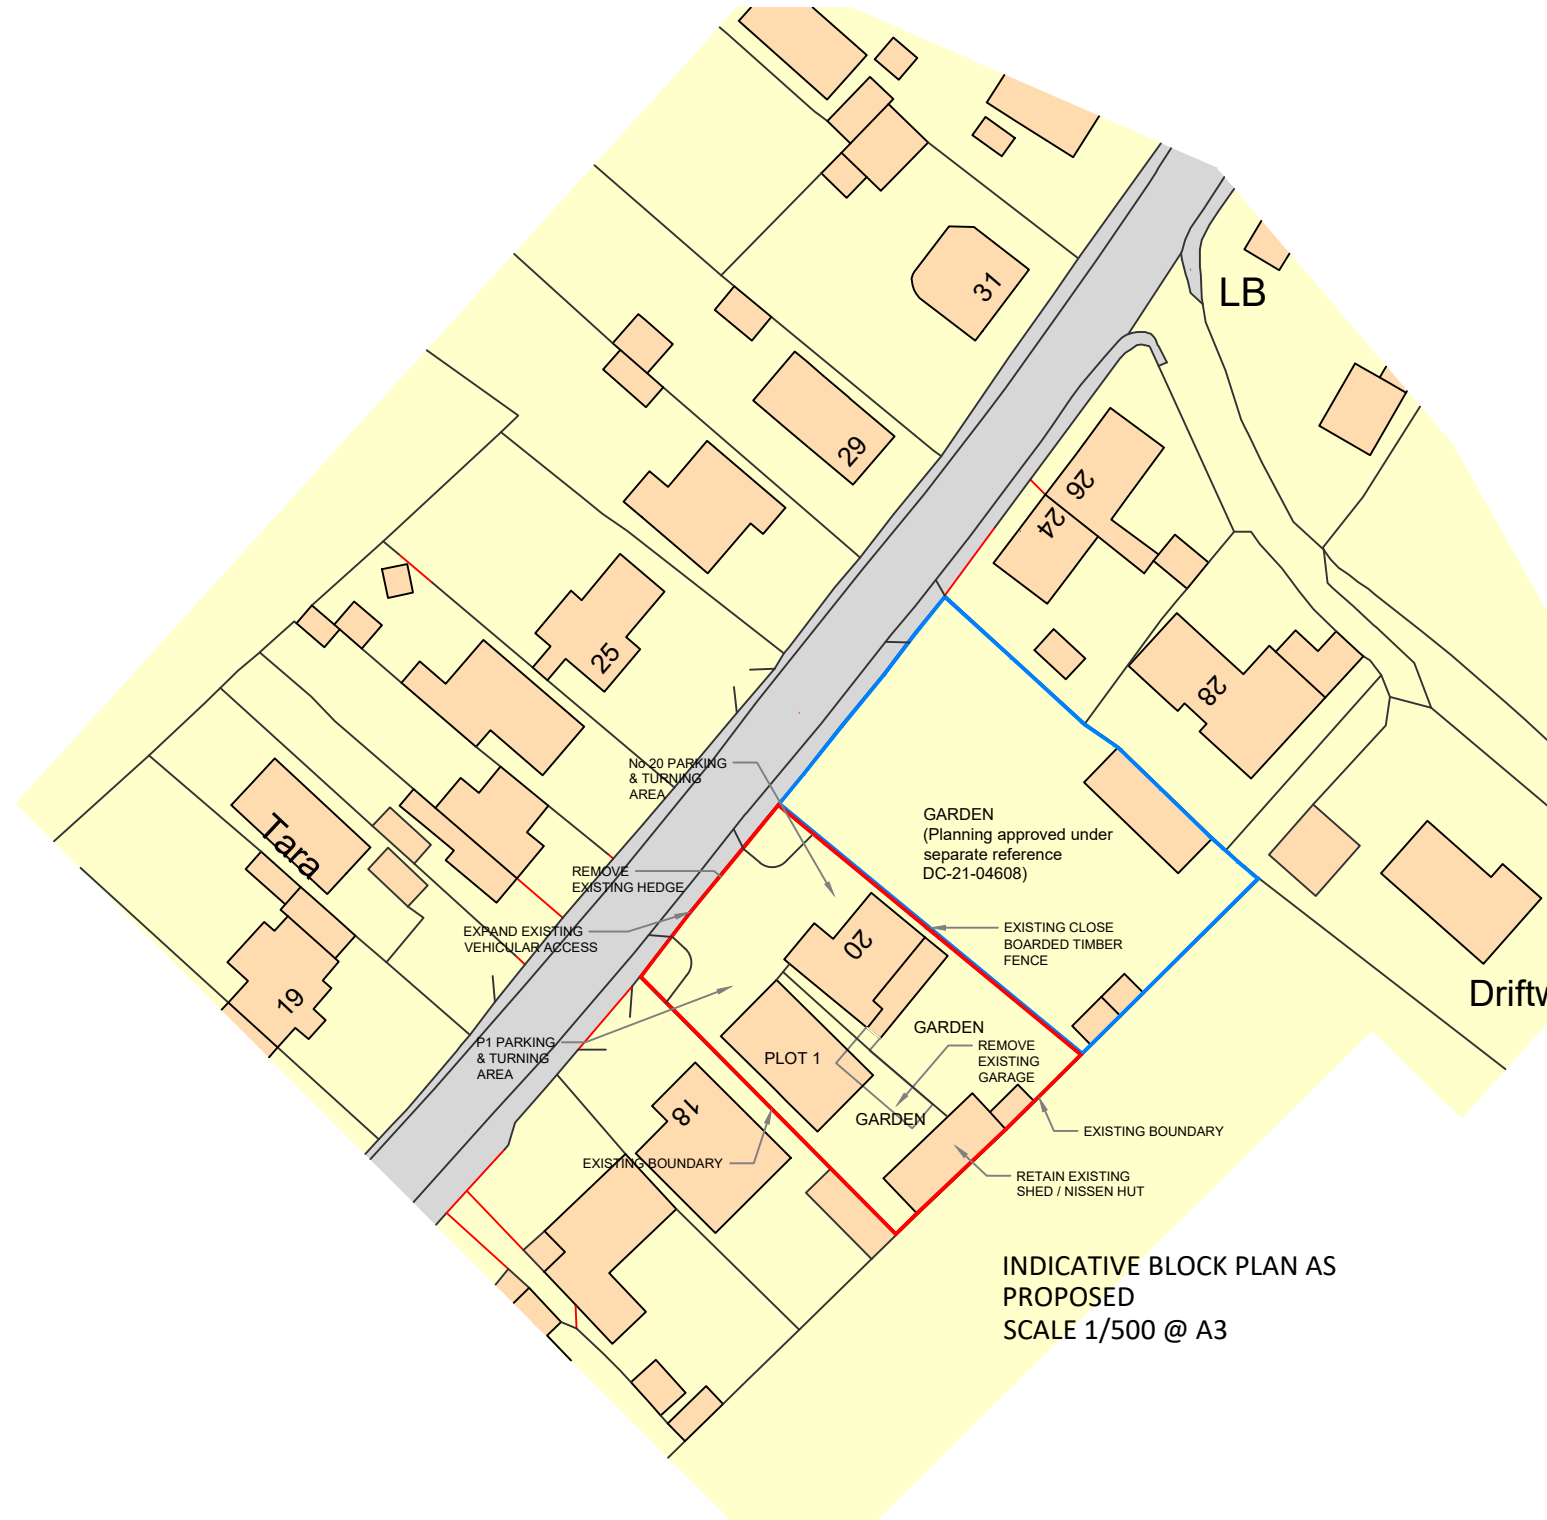 LB
31
29
26
24
25
28
No 20 PARKING
& TURNING
AREA
GARDEN
(Planning approved under
separate reference
DC-21-04608)
Tara
REMOVE
EXISTING HEDGE
EXPAND EXISTING
VEHICULAR ACCESS
20
EXISTING CLOSE
BOARDED TIMBER
FENCE
19
Driftw
P1 PARKING
& TURNING
AREA
PLOT 1
GARDEN
REMOVE
EXISTING
GARAGE
GARDEN
18
EXISTING BOUNDARY
EXISTING BOUNDARY
RETAIN EXISTING
SHED / NISSEN HUT
INDICATIVE BLOCK PLAN AS
PROPOSED
SCALE 1/500 @ A3